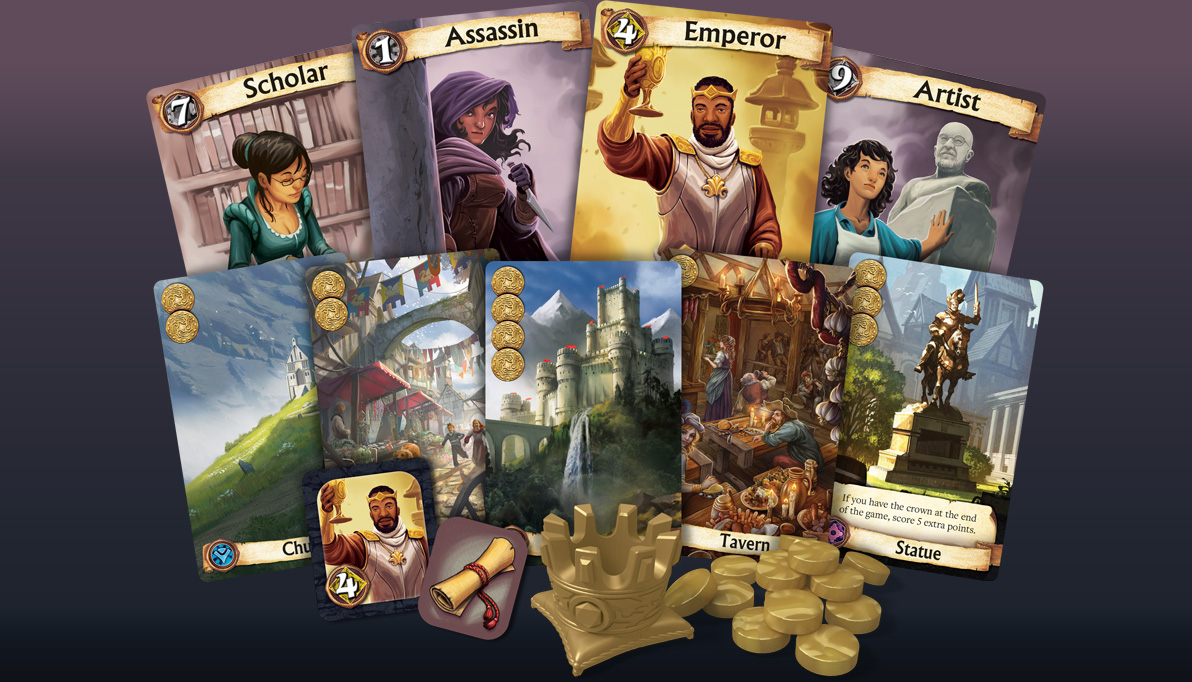 7
Scholar
1
Assassin
4
Emperor
9
Artist
If you have the crown at the end
of the game, score 5 extra points.
Chu
Tavern
Statue
4